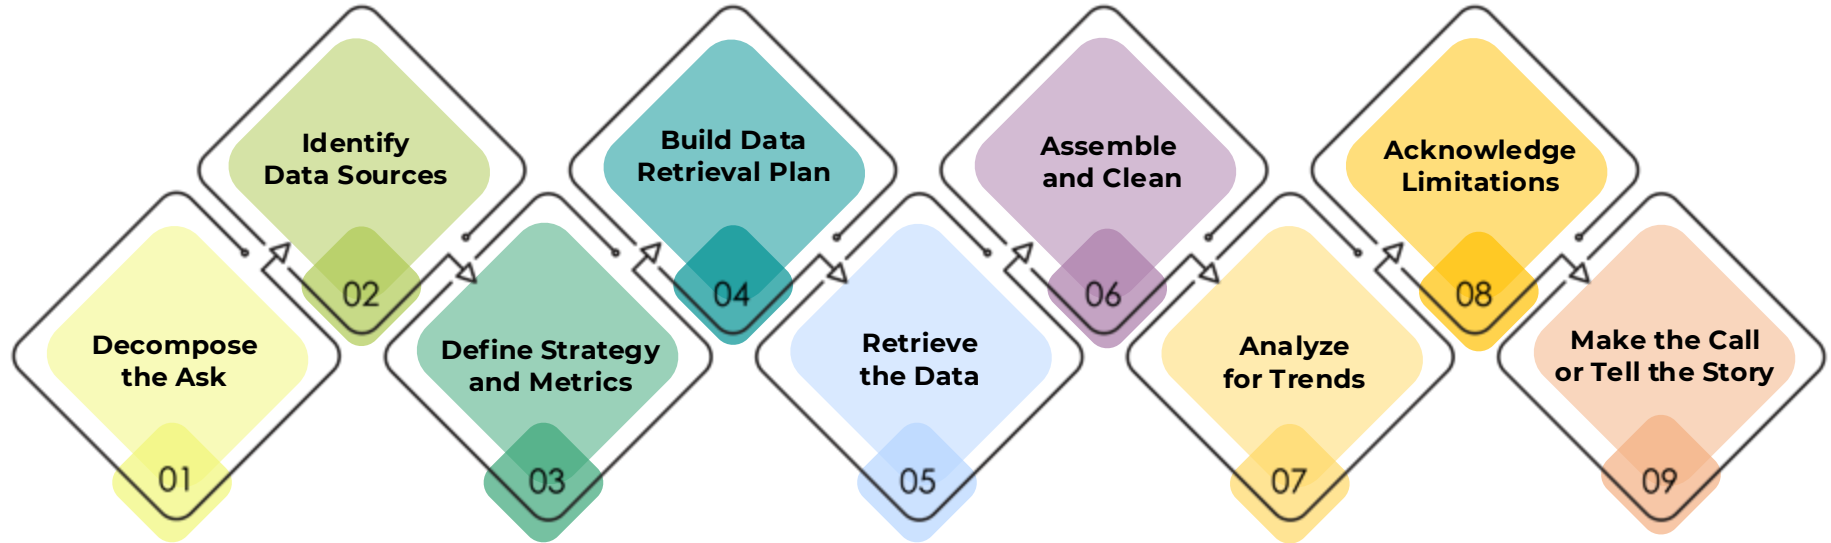 Decompose
the Ask
01
Identify
Data Sources
02
Define Strategy
and Metrics
03
Build Data
Retrieval Plan
04
Retrieve
the Data
05
Assemble
and Clean
06
Analyze
for Trends
07
Acknowledge
Limitations
08
Make the Call
or Tell the Story
09